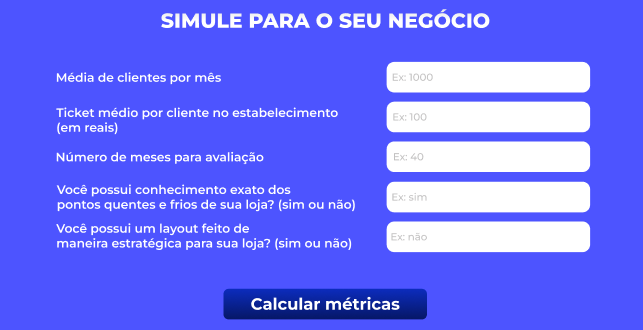 SIMULE PARA O SEU NEGÓCIO
Média de clientes por mês
Ex: 1000
Ticket médio por cliente no estabelecimento
(em reais)
Ex: 100
Número de meses para avaliação
Ex: 40
Você possui conhecimento exato dos
pontos quentes e frios de sua loja? (sim ou não)
Ex: sim
Você possui um layout feito de
maneira estratégica para sua loja? (sim ou não)
Ex: não
Calcular métricas